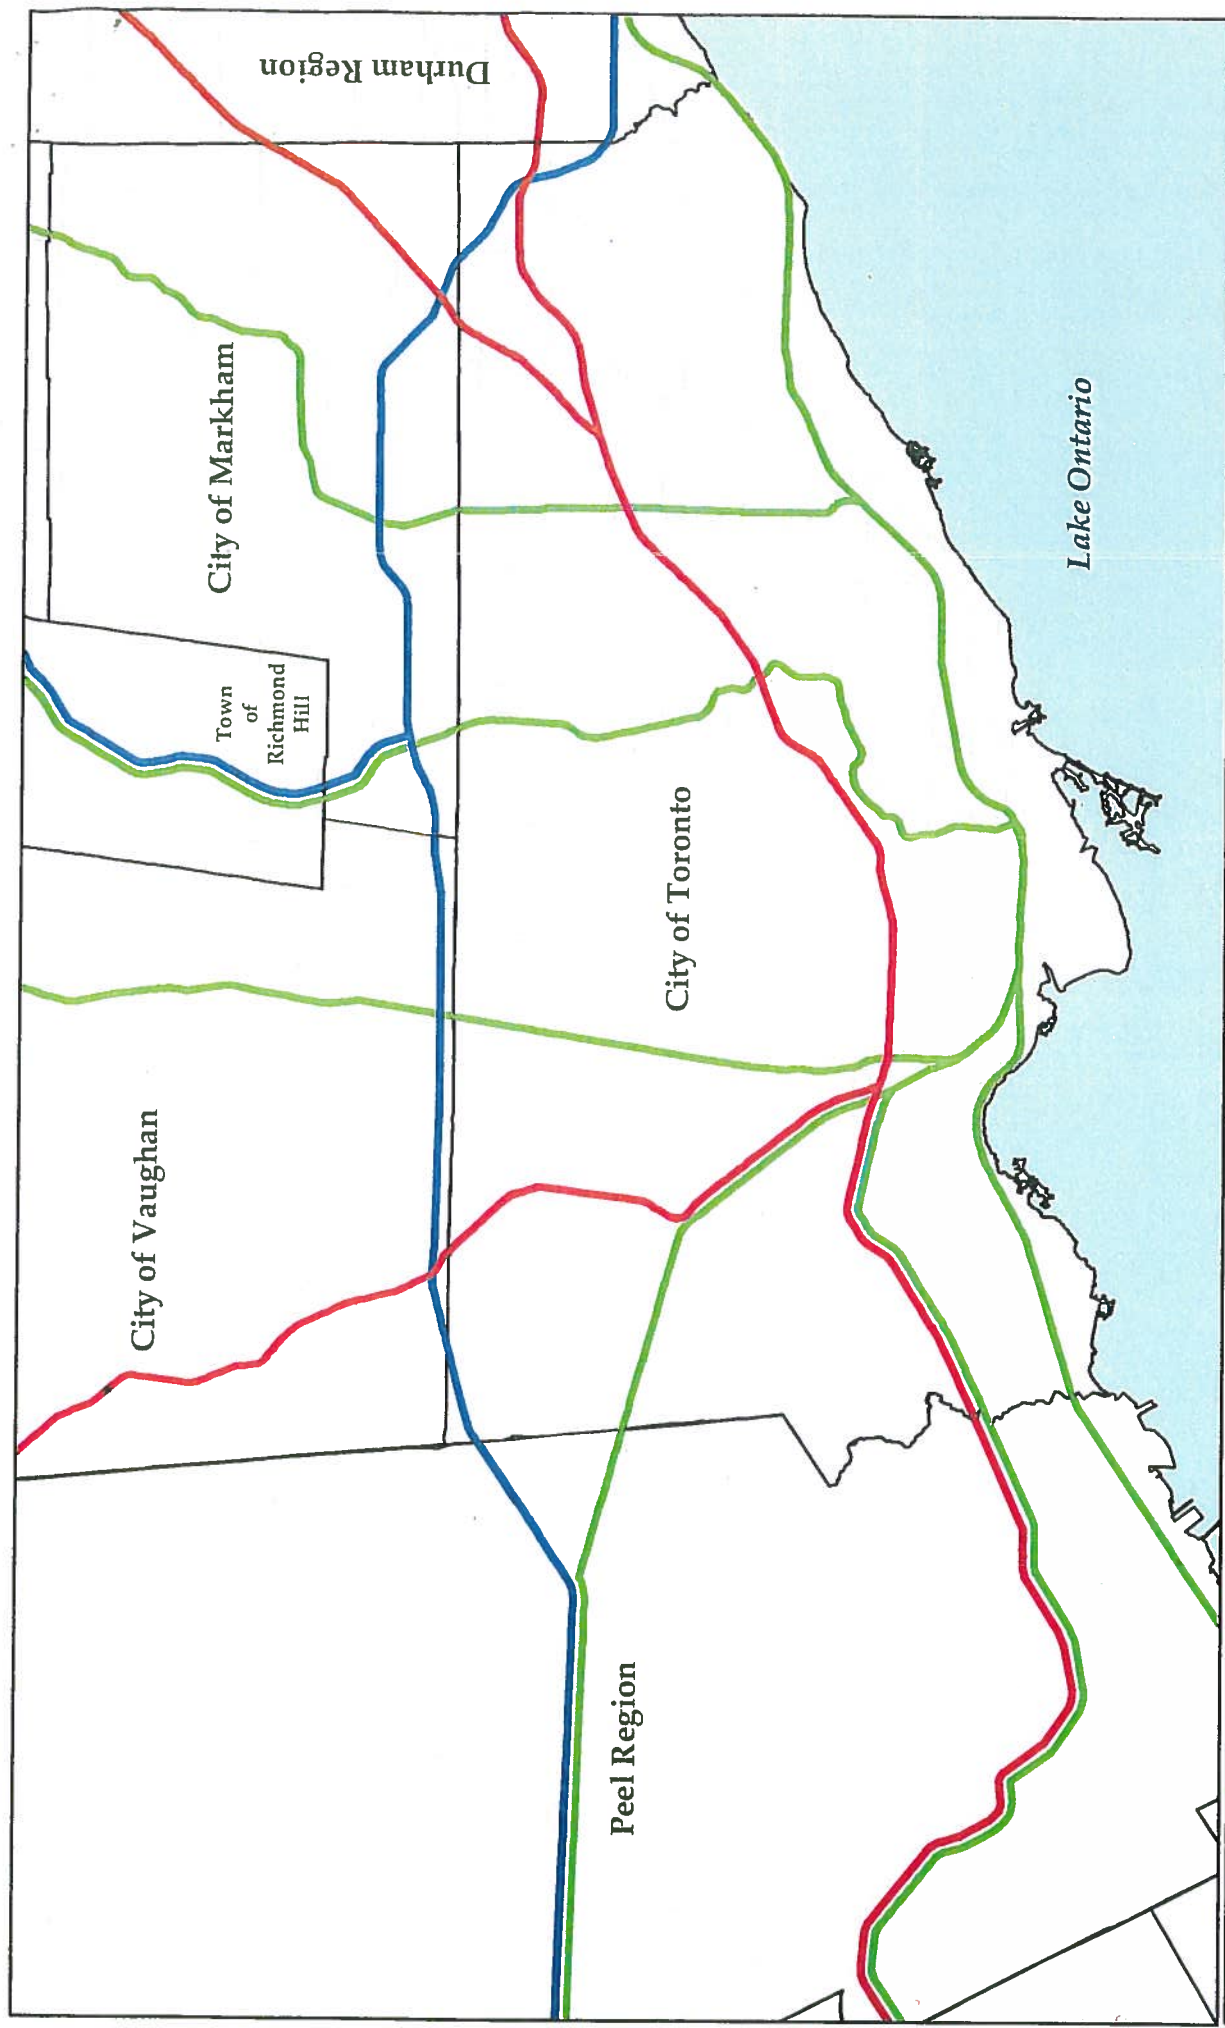 Durham Region
City of Markham
Town
of
Richmond
Hill
City of Vaughan
City of Toronto
Lake Ontario
Peel Region